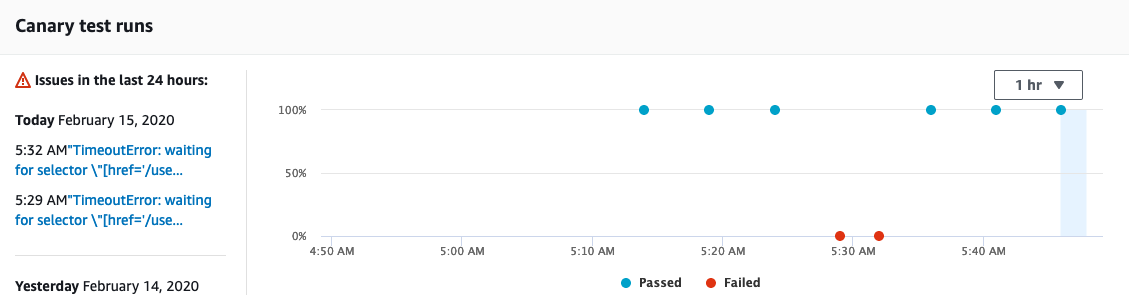 Canary test runs
Issues in the last 24 hours:
Today February 15, 2020
5:32 AM"TimeoutError: waiting
for selector \"[href='/use...
5:29 AM"TimeoutError: waiting
for selector \"[href='/use...
Yesterday February 14, 2020
1 hr
100%
50%
0%
4:50 AM 5:00 AM 5:10 AM 5:20 AM 5:30 AM 5:40 AM
Passed Failed